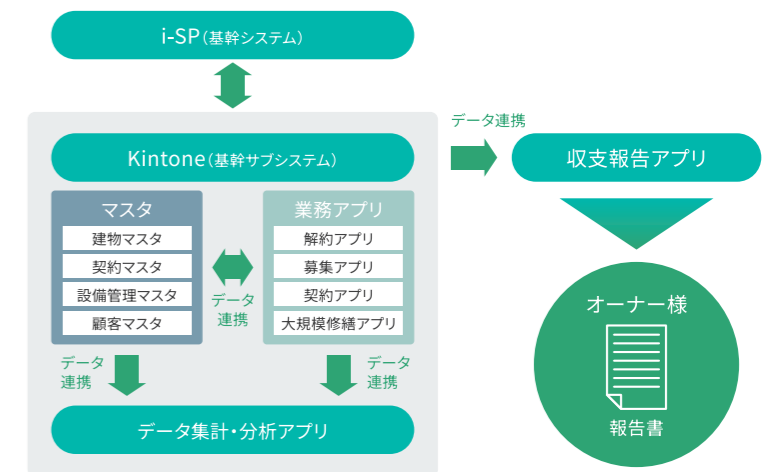 i-SP（基幹システム）
データ連携
Kintone（基幹サブシステム）
収支報告アプリ
マスタ
建物マスタ
契約マスタ
設備管理マスタ
顧客マスタ
データ
連携
業務アプリ
解約アプリ
募集アプリ
契約アプリ
大規模修繕アプリ
データ
連携
データ
連携
データ集計・分析アプリ
オーナー様
報告書